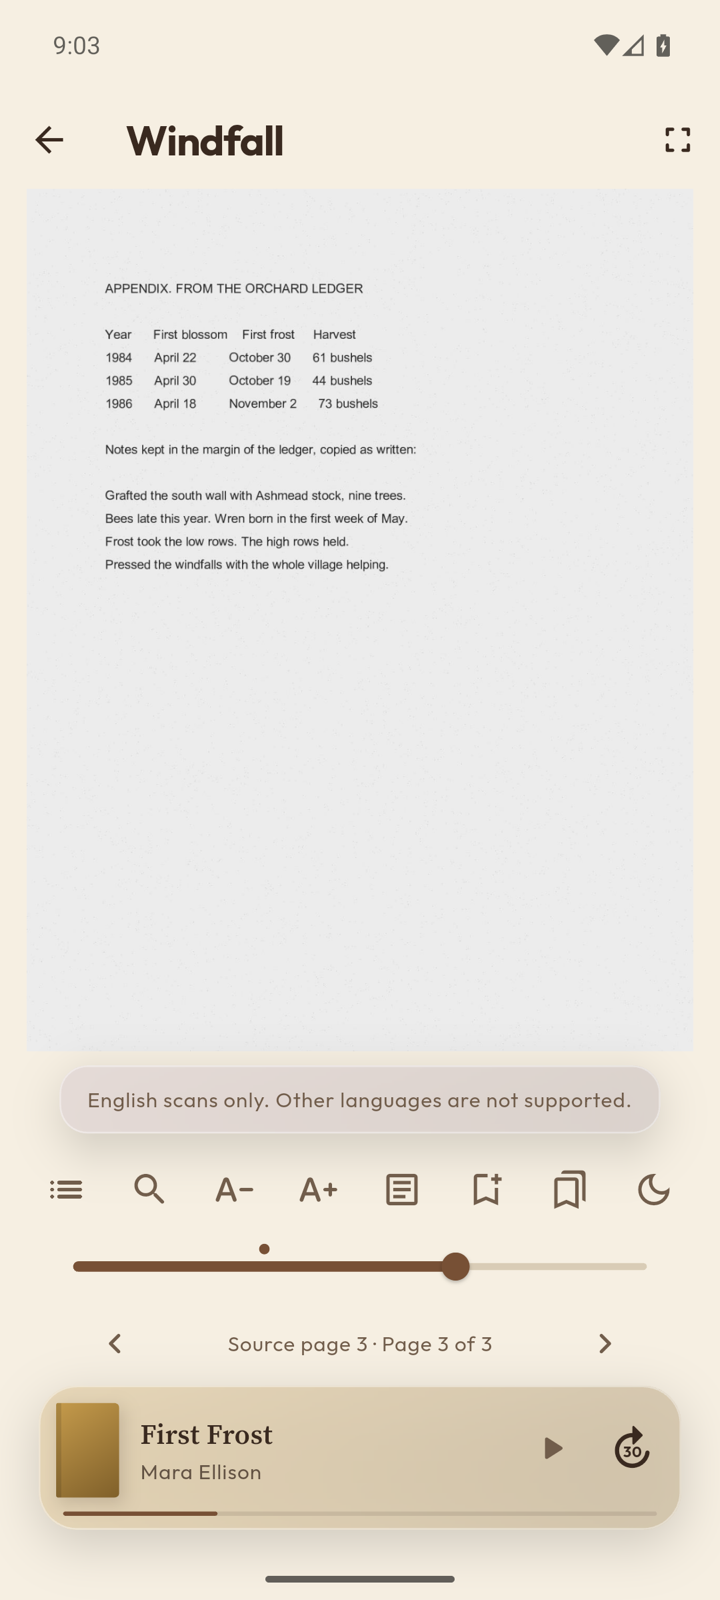 9:03
Windfall
APPENDIX. FROM THE ORCHARD LEDGER
Year First blossom First frost Harvest
1984 April 22 October 30 61 bushels
1985 April 30 October 19 44 bushels
1986 April 18 November 2 73 bushels
Notes kept in the margin of the ledger, copied as written:
Grafted the south wall with Ashmead stock, nine trees.
Bees late this year. Wren born in the first week of May.
Frost took the low rows. The high rows held.
Pressed the windfalls with the whole village helping.
English scans only. Other languages are not supported.
A− A+
Source page 3 · Page 3 of 3
First Frost
Mara Ellison
30